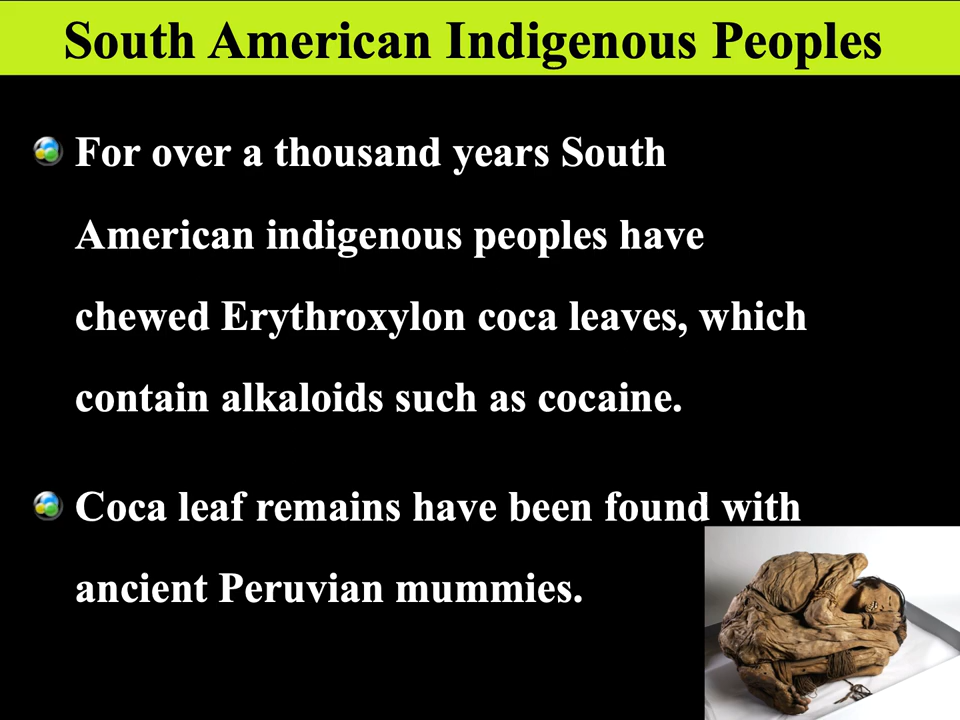 South American Indigenous Peoples
For over a thousand years South
American indigenous peoples have
chewed Erythroxylon coca leaves, which
contain alkaloids such as cocaine.
Coca leaf remains have been found with
ancient Peruvian mummies.